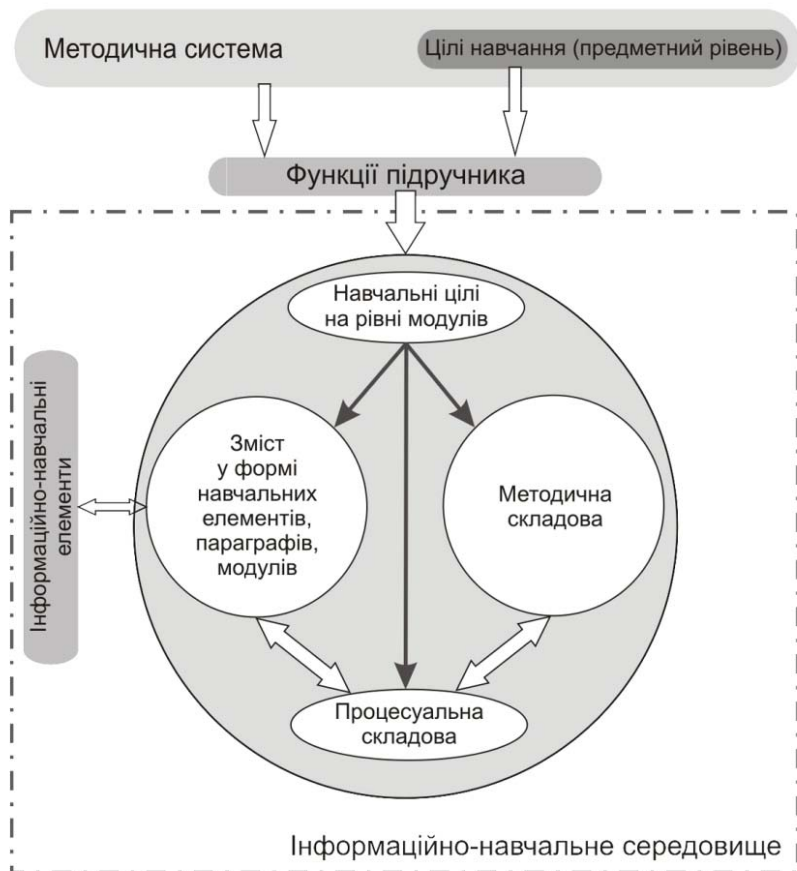 Методична система
Цілі навчання (предметний рівень)
Функції підручника
Навчальні цілі
на рівні модулів
Інформаційно-навчальні
елементи
Зміст
у формі
навчальних
елементів,
параграфів,
модулів
Методична
складова
Процесуальна
складова
Інформаційно-навчальне середовище